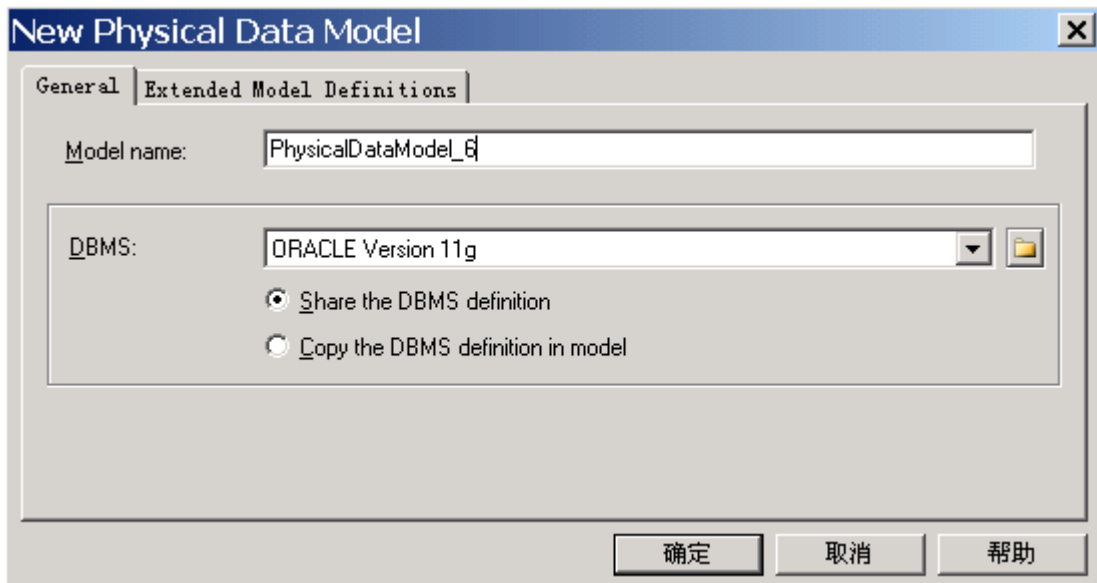 New Physical Data Model
General Extended Model Definitions
Model name: PhysicalDataModel_6
DBMS: ORACLE Version 11g
Share the DBMS definition
Copy the DBMS definition in model
确定 取消 帮助